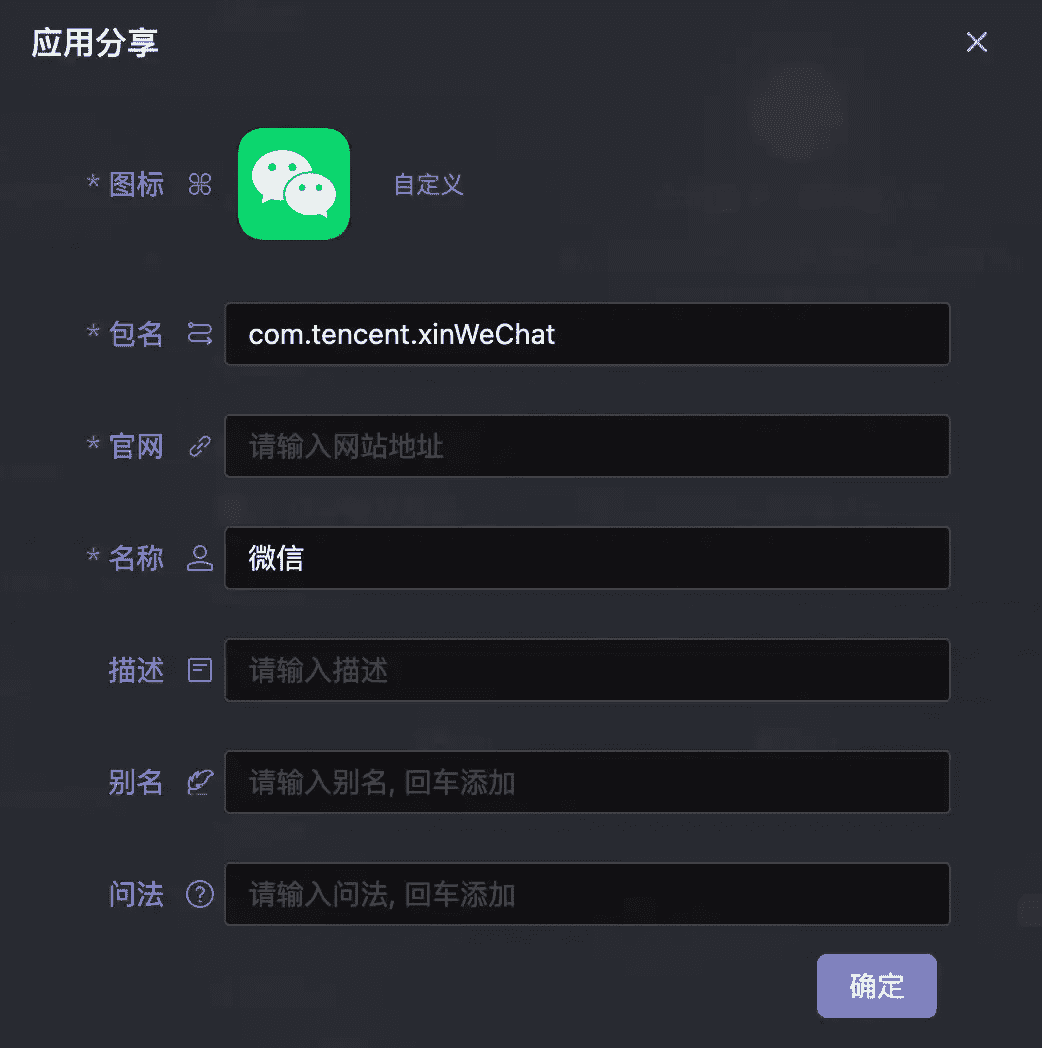 应用分享
* 图标 自定义
* 包名 com.tencent.xinWeChat
* 官网 请输入网站地址
* 名称 微信
描述 请输入描述
别名 请输入别名, 回车添加
问法 请输入问法, 回车添加
确定